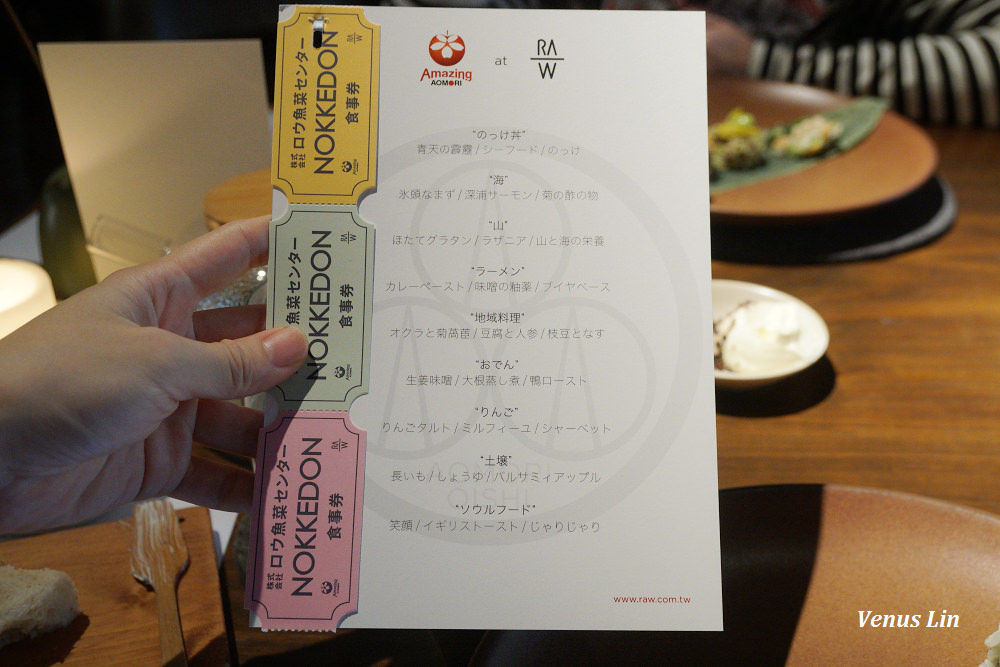 株式会社 ロウ魚菜センター
NOKKEDON
食事券
RAW
魚菜センター
NOKKEDON
食事券
RAW
株式会社 ロウ魚菜センター
NOKKEDON
食事券
RAW
Amazing
AOMORI
at
RAW
“のっけ丼”
青天の霹靂/シーフード/のっけ
“海”
氷頭なまず/深浦サーモン/菊の酢の物
“山”
ほたてグラタン/ラザニア/山と海の栄養
“ラーメン”
カレーペースト/味噌の釉薬/ブイヤベース
“地域料理”
オクラと菊萵苣/豆腐と人参/枝豆となす
“おでん”
生姜味噌/大根蒸し煮/鴨ロースト
“りんご”
りんごタルト/ミルフィーユ/シャーベット
“土壌”
長いも/しょうゆ/バルサミィアップル
“ソウルフード”
笑顔/イギリストースト/じゃりじゃり
OISHI
www.raw.com.tw
Venus Lin